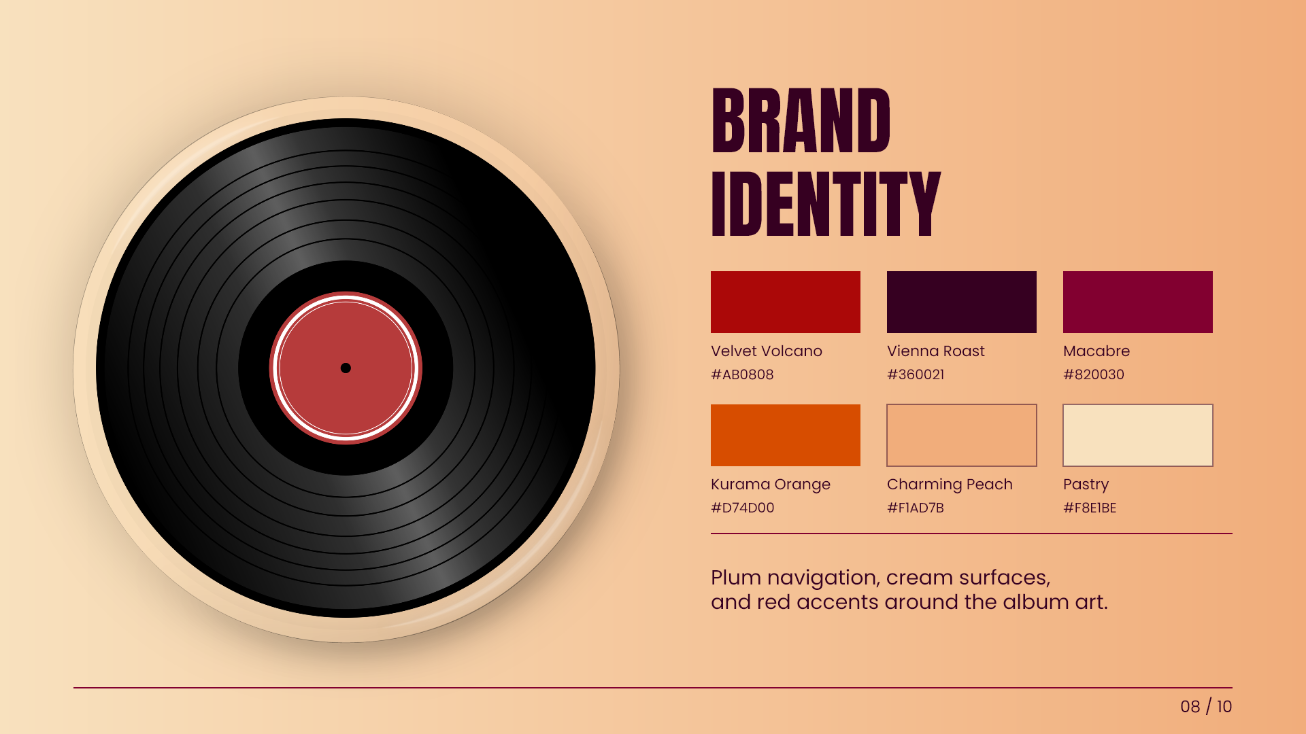 BRAND
IDENTITY
Velvet Volcano
#AB0808
Vienna Roast
#360021
Macabre
#820030
Kurama Orange
#D74D00
Charming Peach
#F1AD7B
Pastry
#F8E1BE
Plum navigation, cream surfaces,
and red accents around the album art.
08 / 10